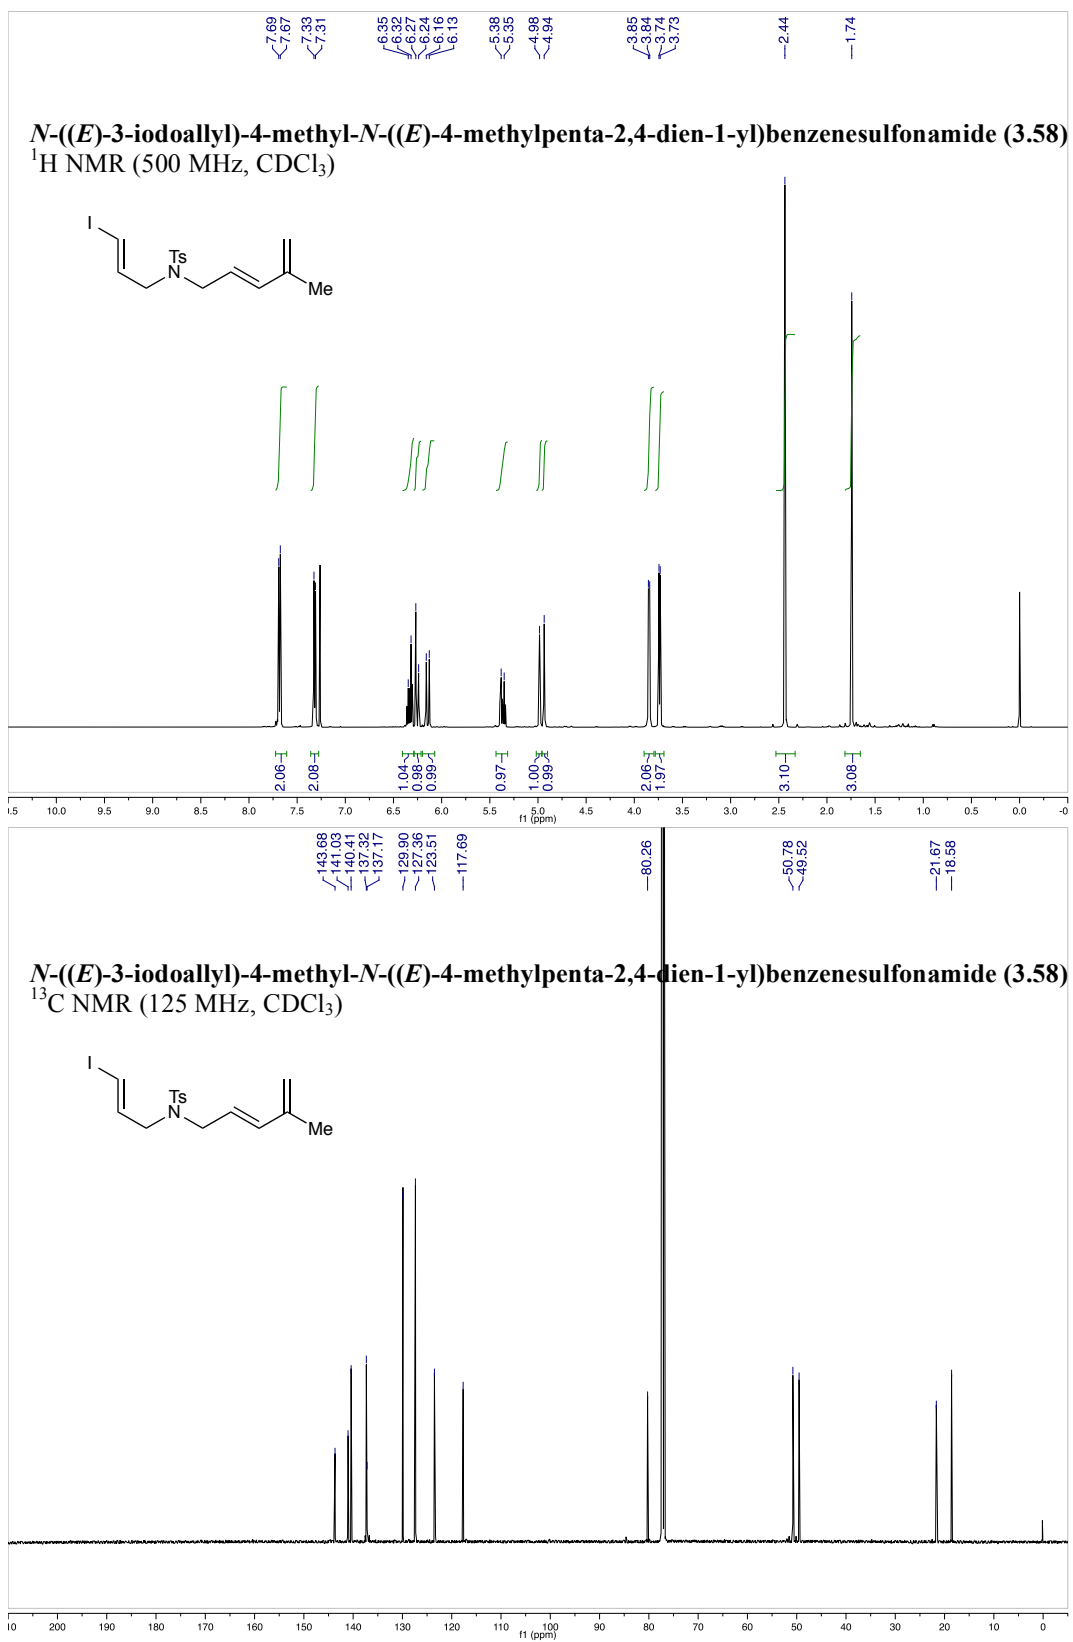 7.69
7.67
7.33
7.31
6.35
6.32
6.27
6.24
6.16
6.13
5.38
5.35
4.98
4.94
3.85
3.84
3.74
3.73
2.44
1.74
N-((E)-3-iodoallyl)-4-methyl-N-((E)-4-methylpenta-2,4-dien-1-yl)benzenesulfonamide (3.58)
¹H NMR (500 MHz, CDCl₃)
I
Ts
N
Me
2.06
2.08
1.04
0.98
0.99
0.97
1.00
0.99
2.06
1.97
3.10
3.08
.5 10.0 9.5 9.0 8.5 8.0 7.5 7.0 6.5 6.0 5.5 5.0 4.5 4.0 3.5 3.0 2.5 2.0 1.5 1.0 0.5 0.0 -0
f1 (ppm)
143.68
141.03
140.41
137.32
137.17
129.90
127.36
123.51
117.69
80.26
50.78
49.52
21.67
18.58
N-((E)-3-iodoallyl)-4-methyl-N-((E)-4-methylpenta-2,4-dien-1-yl)benzenesulfonamide (3.58)
¹³C NMR (125 MHz, CDCl₃)
I
Ts
N
Me
10 200 190 180 170 160 150 140 130 120 110 100 90 80 70 60 50 40 30 20 10 0
f1 (ppm)